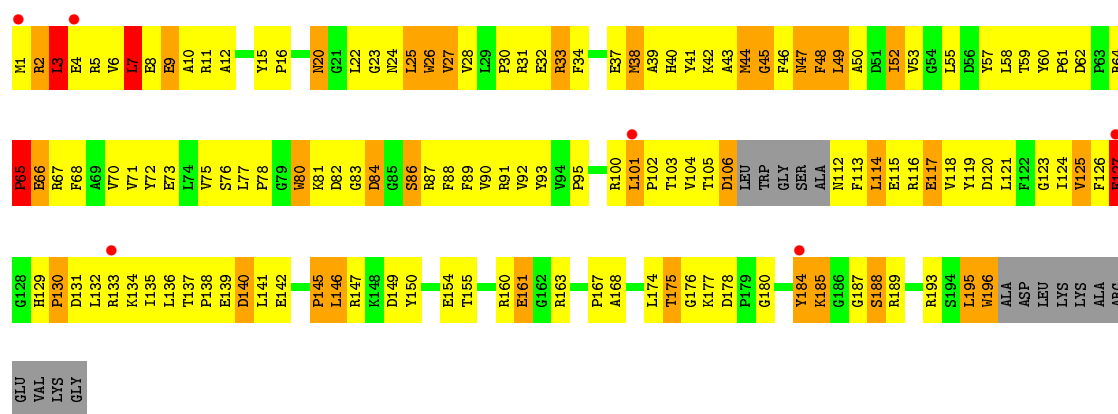 M1 R2 I3 E4 R5 V6 L7 E8 E9 A10 R11 A12 Y15 P16 N20 G21 L22 G23 N24 L25 W26 V27 V28 L29 P30 R31 E32 R33 F34 E37 M38 A39 H40 Y41 K42 A43 M44 G45 F46 N47 F48 L49 A50 D51 I52 V53 G54 L55 D56 Y57 L58 T59 Y60 P61 D62 P63 R64
P65 E66 R67 F68 A69 V70 V71 Y72 E73 L74 V75 S76 L77 P78 G79 W80 K81 D82 G83 D84 G85 S86 R87 F88 F89 V90 R91 V92 Y93 V94 P95 R100 L101 P102 T103 V104 T105 D106 LEU TRP GLY SER ALA N112 F113 L114 E115 R116 E117 V118 Y119 D120 L121 F122 G123 I124 V125 F126 E127
G128 H129 P130 D131 L132 R133 K134 I135 L136 T137 P138 E139 D140 L141 E142 P145 L146 R147 K148 D149 Y150 E154 T155 R160 E161 G162 R163 P167 A168 L174 T175 G176 K177 D178 P179 G180 Y184 K185 G186 G187 S188 R189 R193 S194 L195 W196 ALA ASP LEU LYS LYS ALA ARG
GLU VAL LYS GLY